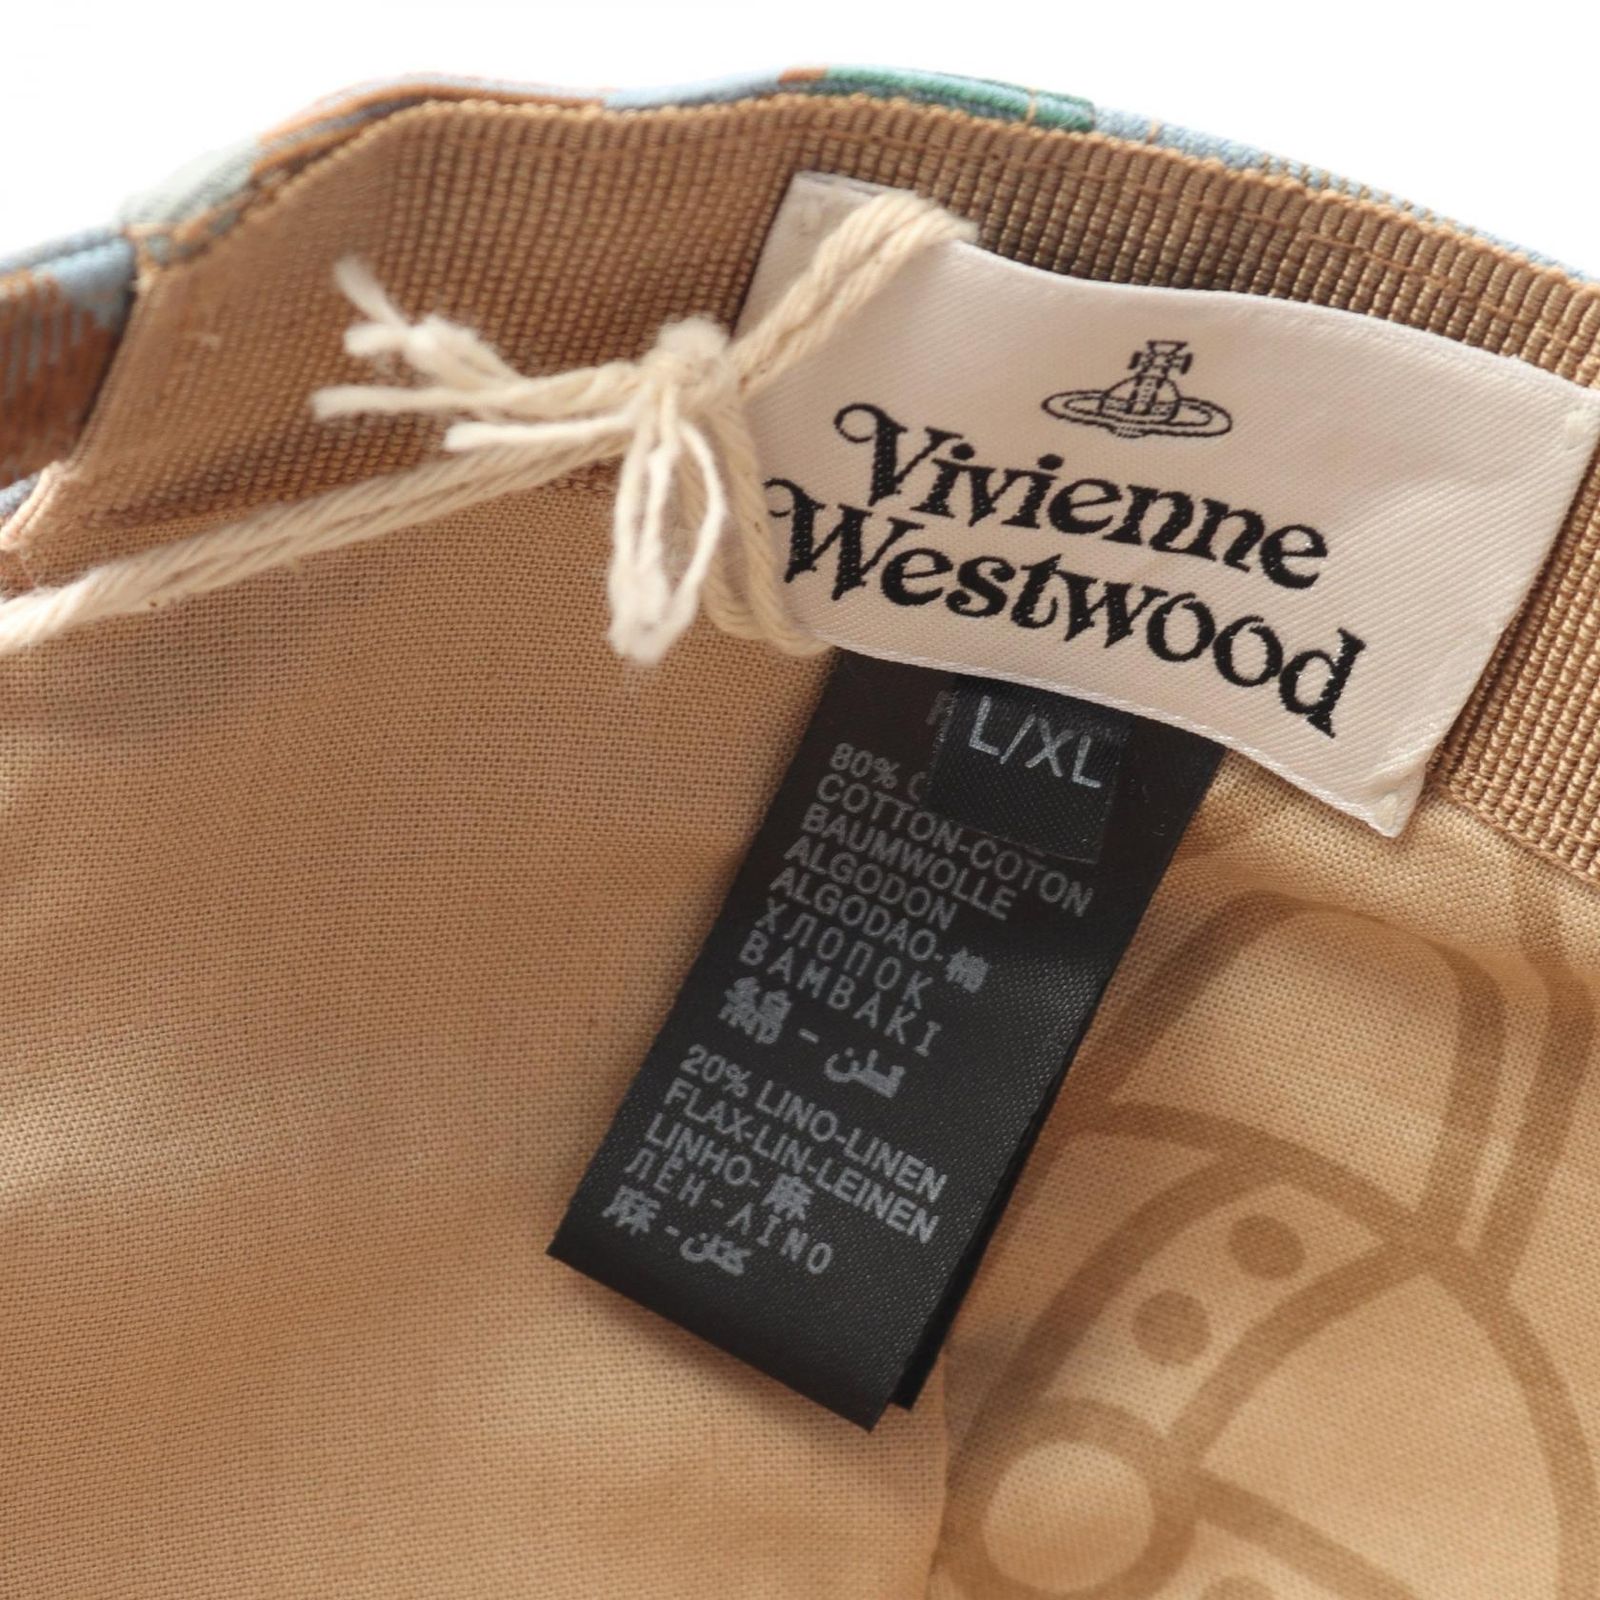 Vivienne
Westwood
L/XL
80%
COTTON-COTON
BAUMWOLLE
ALGODON
ALGODAO-棉
ХЛОПОК
BAMBAKI
綿 - قطن
20% LINO-LINEN
FLAX-LIN-LEINEN
LINHO-麻
ЛЁН-ΛΙΝΟ
麻-كتان